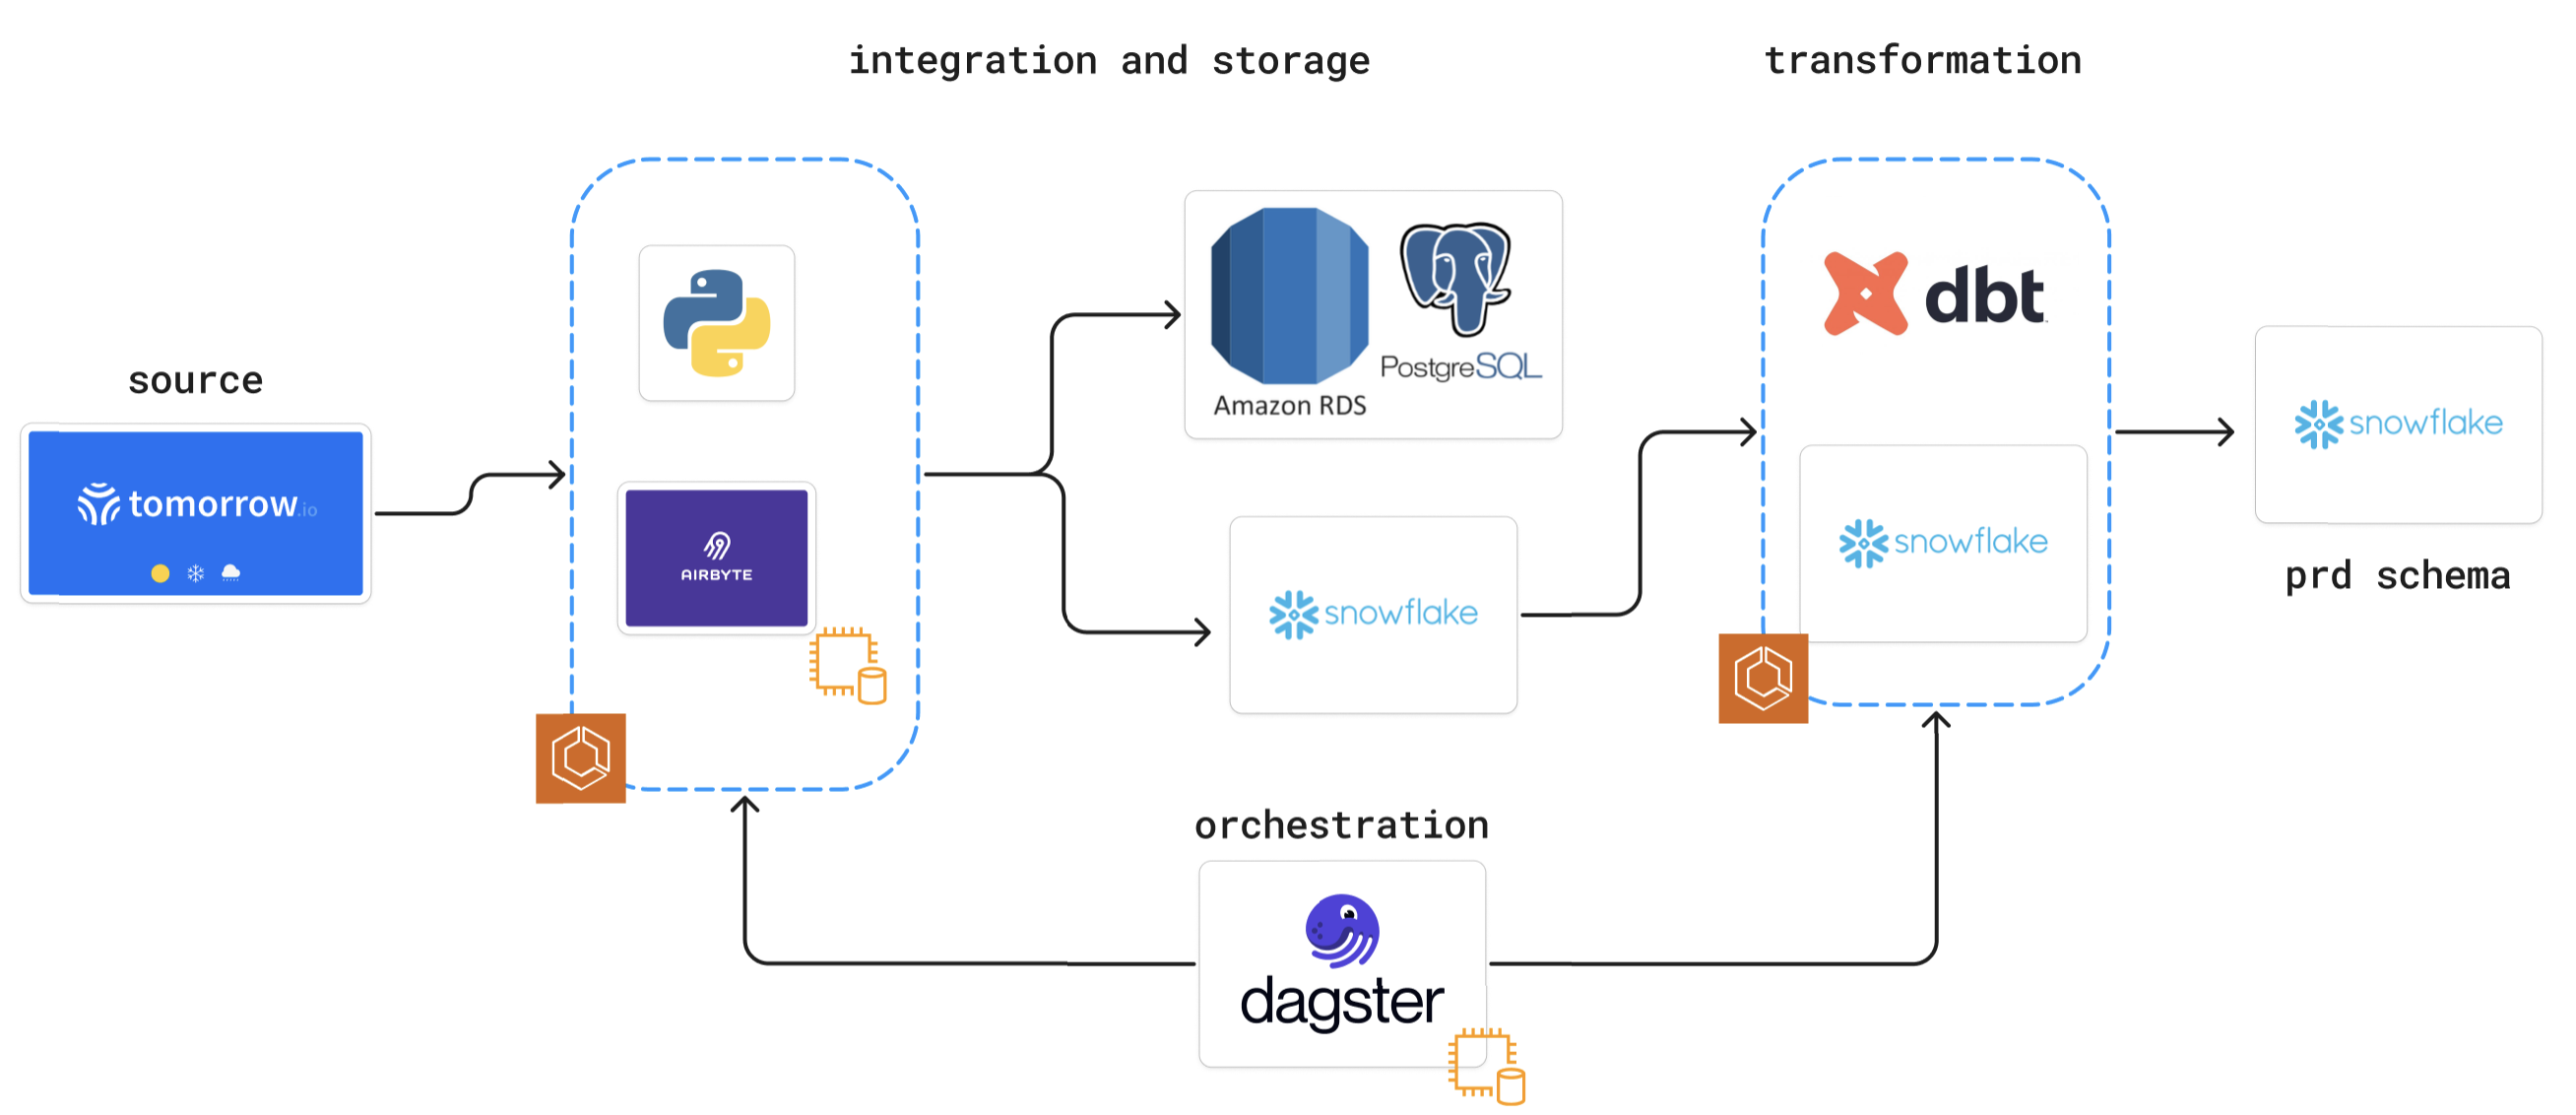 integration and storage
transformation
source
tomorrow.io
AIRBYTE
Amazon RDS
PostgreSQL
snowflake
dbt
snowflake
snowflake
prd schema
orchestration
dagster